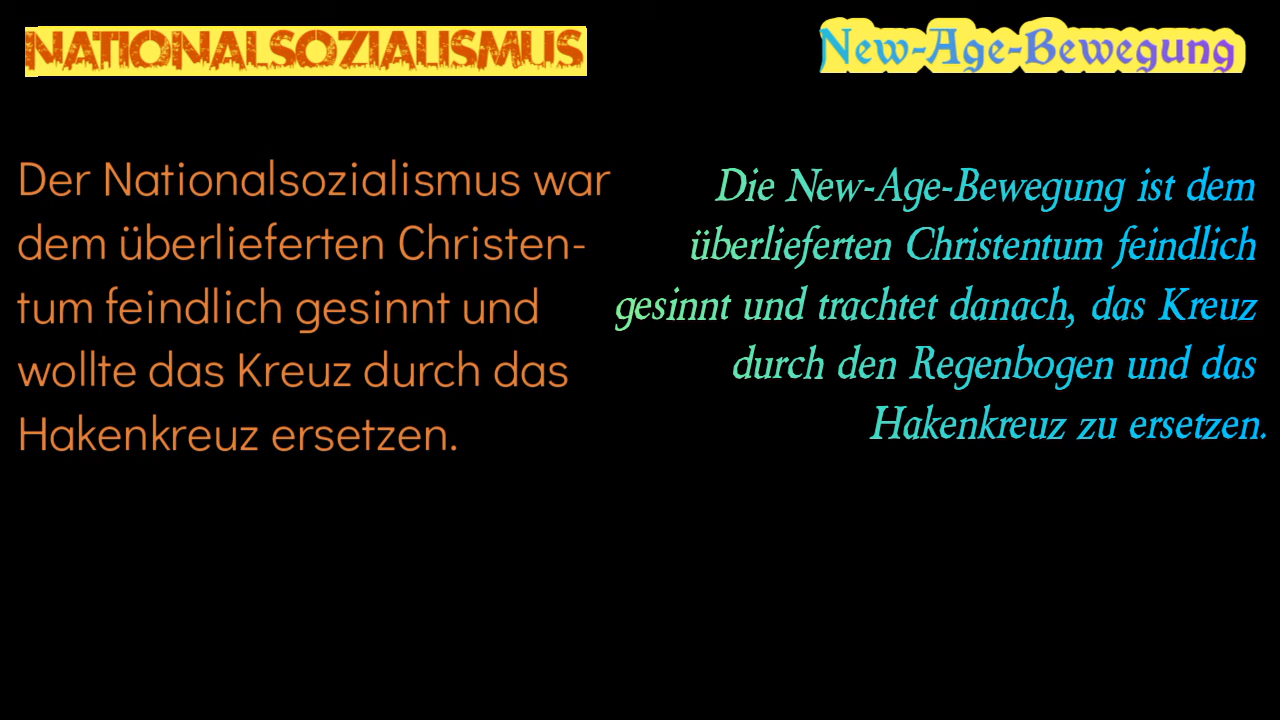 NATIONALSOZIALISMUS
New-Age-Bewegung
Der Nationalsozialismus war
dem überlieferten Christen-
tum feindlich gesinnt und
wollte das Kreuz durch das
Hakenkreuz ersetzen.
Die New-Age-Bewegung ist dem
überlieferten Christentum feindlich
gesinnt und trachtet danach, das Kreuz
durch den Regenbogen und das
Hakenkreuz zu ersetzen.